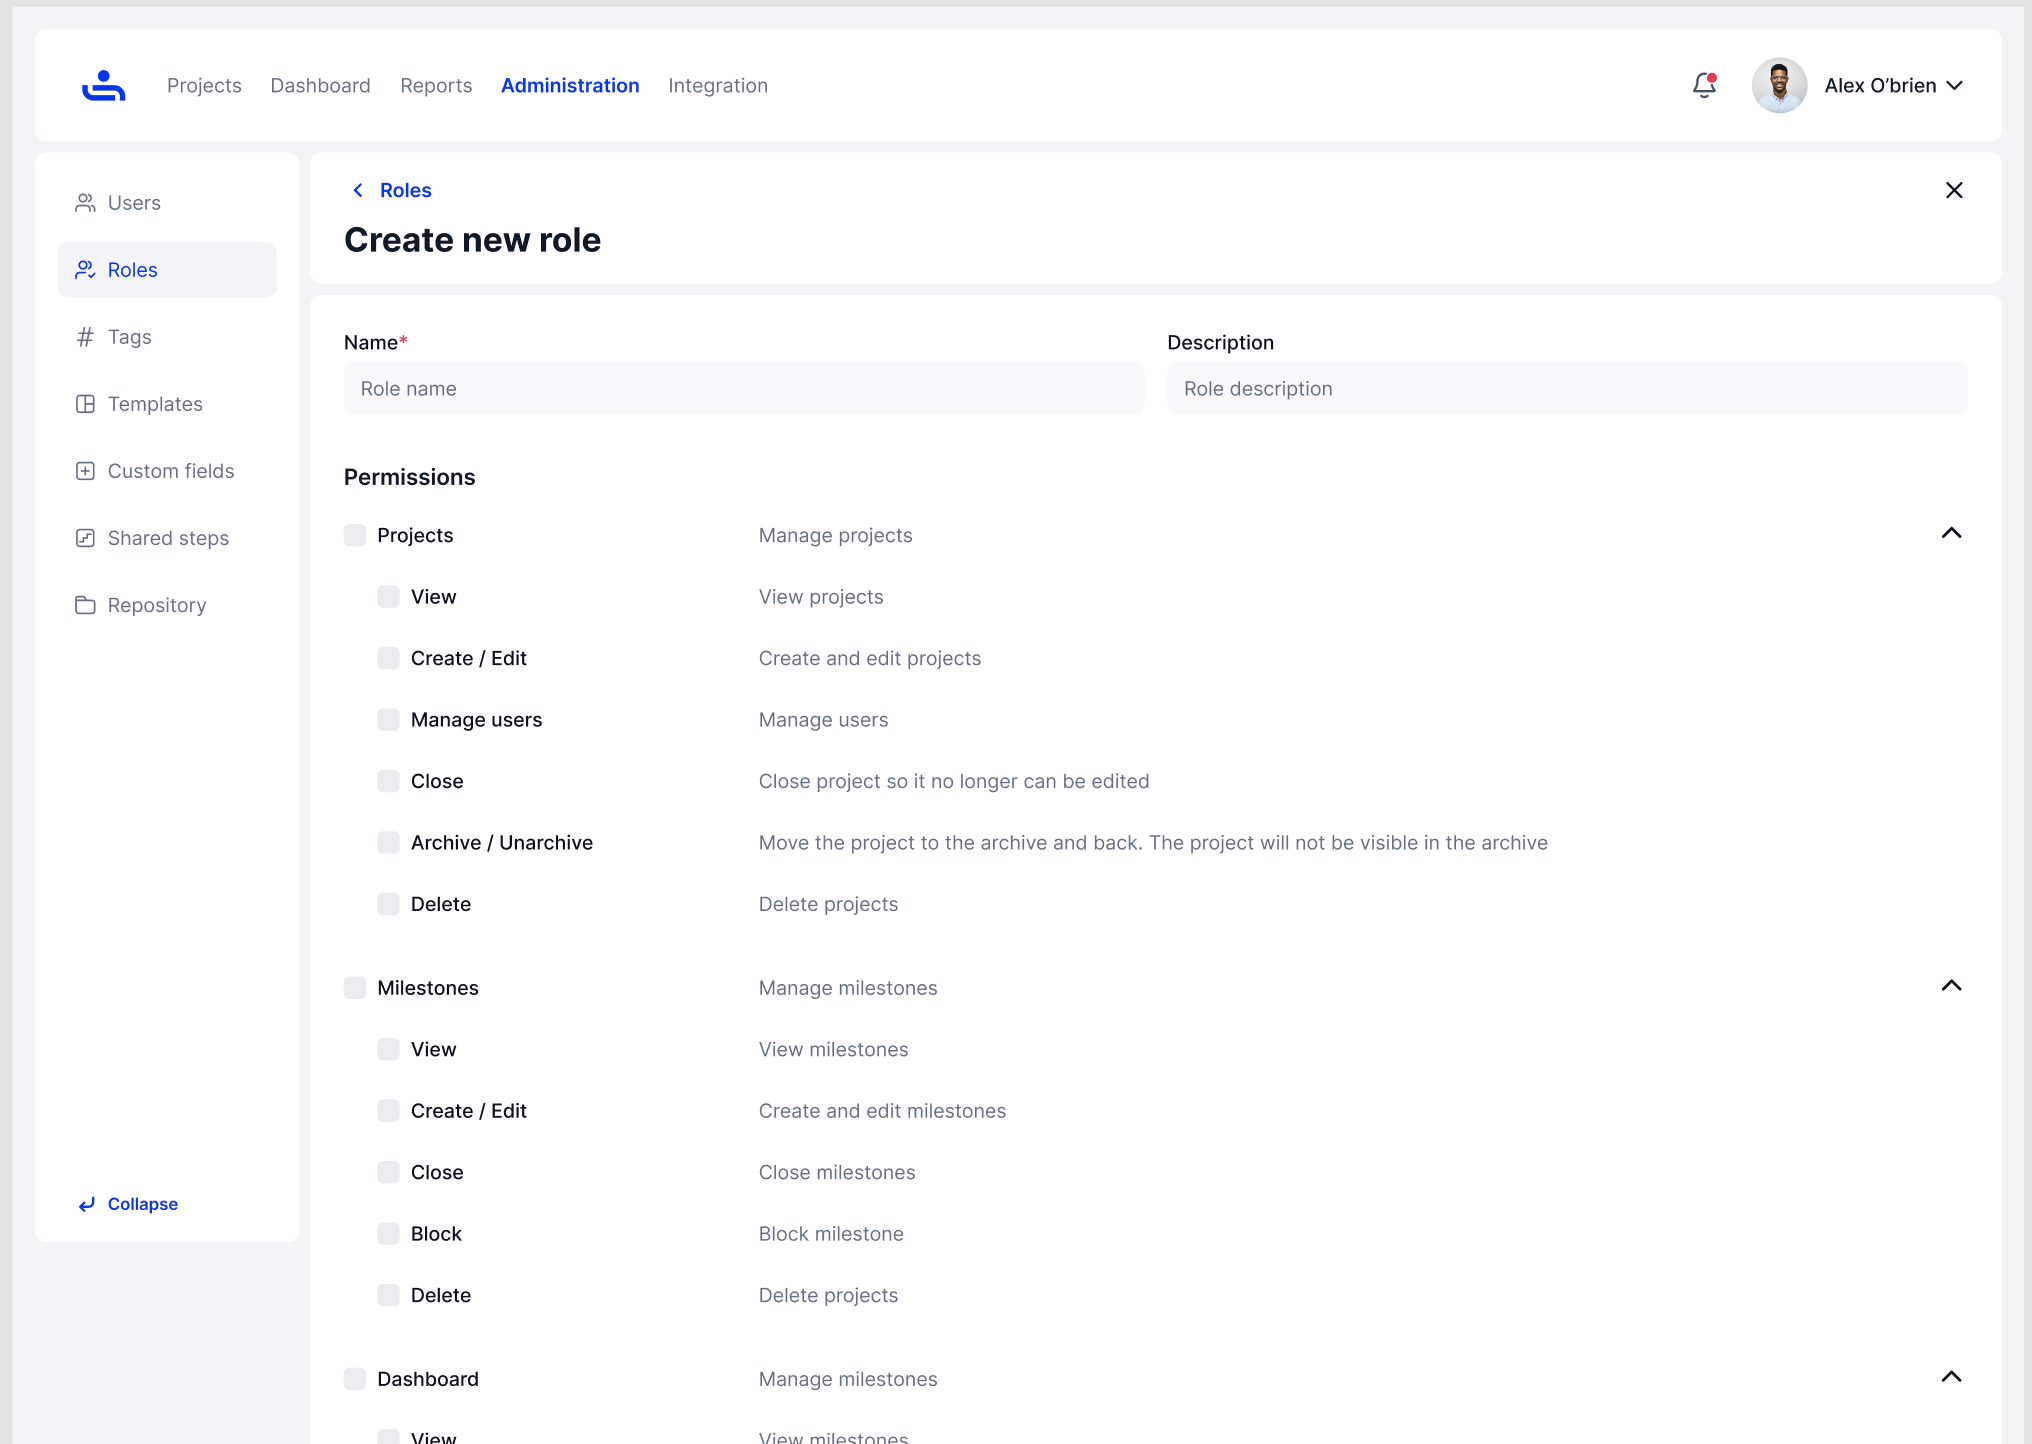 Projects Dashboard Reports Administration Integration Alex O’brien
Users
Roles
Tags
Templates
Custom fields
Shared steps
Repository
Collapse
Roles
Create new role
Name* Description
Role name Role description
Permissions
Projects Manage projects
View View projects
Create / Edit Create and edit projects
Manage users Manage users
Close Close project so it no longer can be edited
Archive / Unarchive Move the project to the archive and back. The project will not be visible in the archive
Delete Delete projects
Milestones Manage milestones
View View milestones
Create / Edit Create and edit milestones
Close Close milestones
Block Block milestone
Delete Delete projects
Dashboard Manage milestones
View View milestones